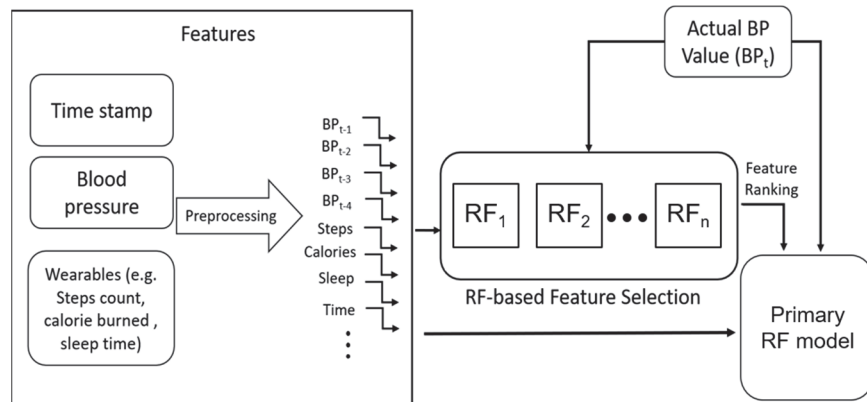 Features
Time stamp
Blood
pressure
Wearables (e.g.
Steps count,
calorie burned ,
sleep time)
Preprocessing
BPt-1
BPt-2
BPt-3
BPt-4
Steps
Calories
Sleep
Time
Actual BP
Value (BPt)
RF1
RF2
RFn
RF-based Feature Selection
Feature
Ranking
Primary
RF model